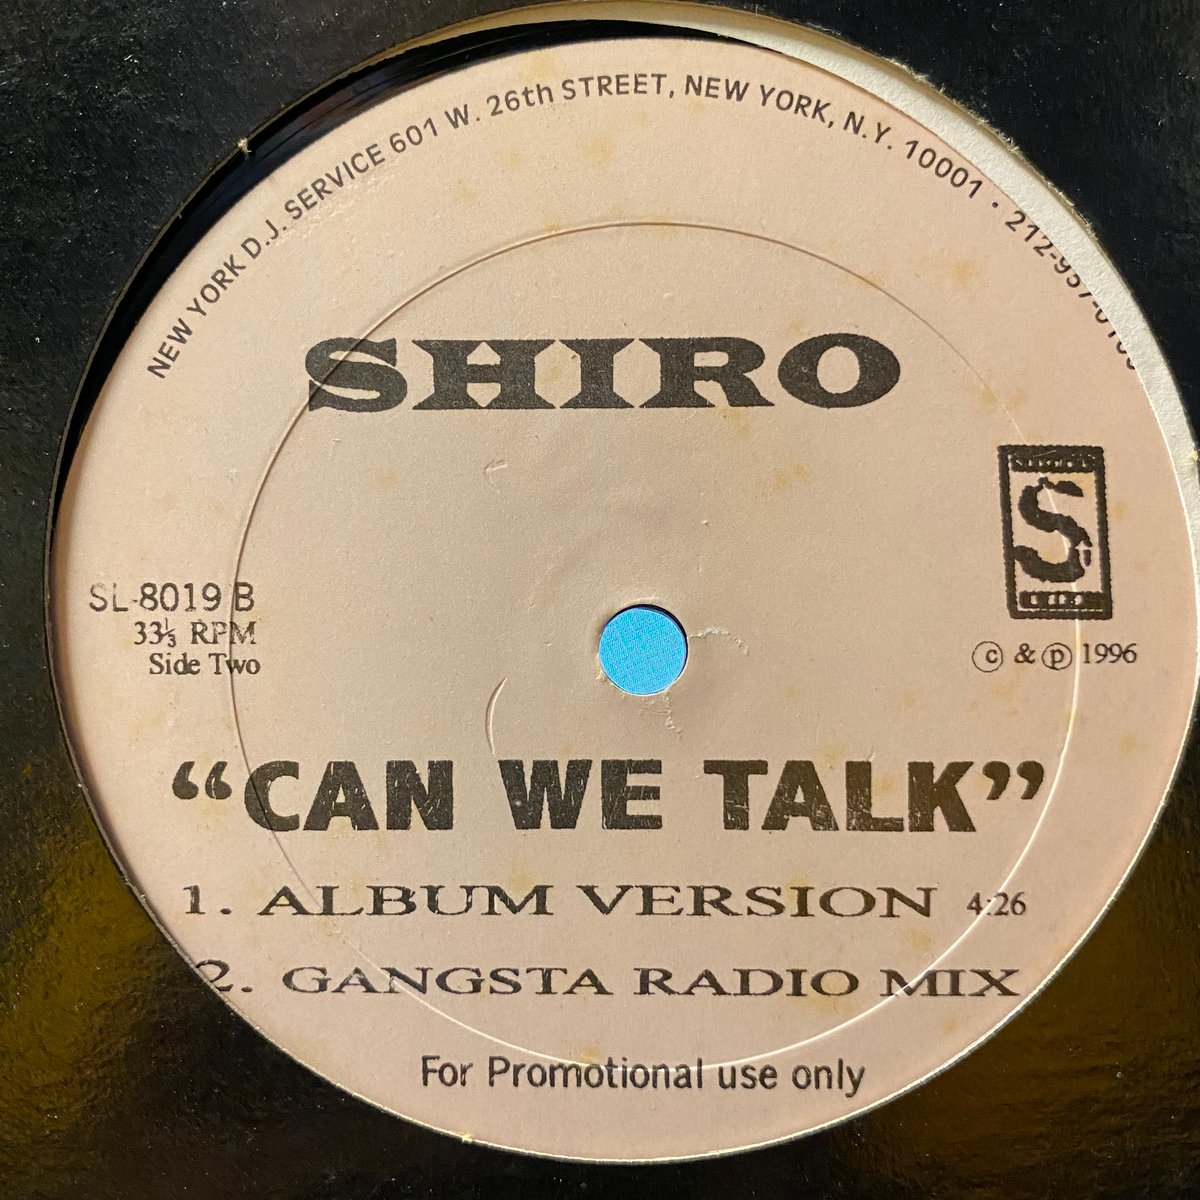 NEW YORK D.J. SERVICE 601 W. 26th STREET, NEW YORK, N.Y. 10001 · 212-957-
SHIRO
S
SL-8019 B
33⅓ RPM
Side Two
ⓒ & ⓟ 1996
“CAN WE TALK”
1. ALBUM VERSION 4:26
2. GANGSTA RADIO MIX
For Promotional use only